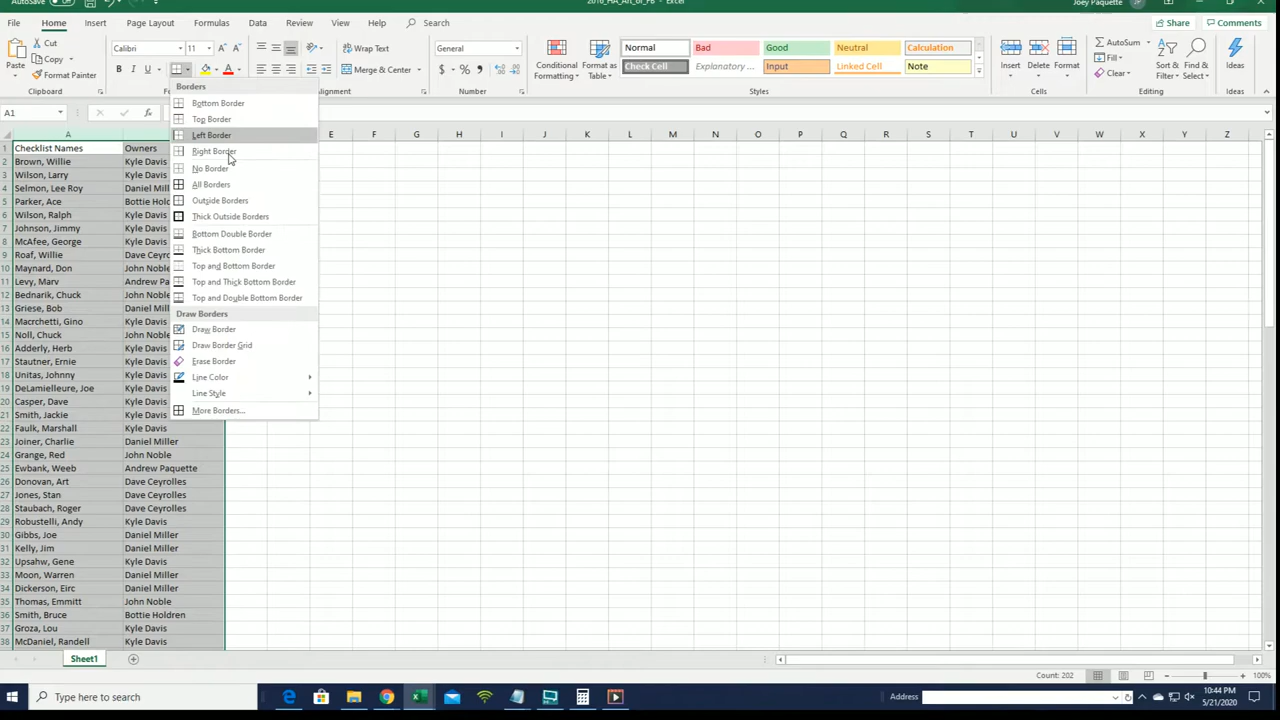 2016_HA_Art_of_FB - Excel
Joey Paquette
JP
File Home Insert Page Layout Formulas Data Review View Help Search
Share Comments
Paste
Cut
Copy
Format Painter
Clipboard
Calibri 11
B I U
Wrap Text
Merge & Center
Alignment
General
Number
Conditional Formatting
Format as Table
Normal Bad Good Neutral Calculation
Check Cell Explanatory ... Input Linked Cell Note
Styles
Insert Delete Format
Cells
AutoSum
Fill
Clear
Sort & Filter
Find & Select
Editing
Ideas
Ideas
A1
Borders
Bottom Border
Top Border
Left Border
Right Border
No Border
All Borders
Outside Borders
Thick Outside Borders
Bottom Double Border
Thick Bottom Border
Top and Bottom Border
Top and Thick Bottom Border
Top and Double Bottom Border
Draw Borders
Draw Border
Draw Border Grid
Erase Border
Line Color
Line Style
More Borders...
A E F G H I J K L M N O P Q R S T U V W X Y Z
1 Checklist Names Owners
2 Brown, Willie Kyle Davis
3 Wilson, Larry Kyle Davis
4 Selmon, Lee Roy Daniel Mill
5 Parker, Ace Bottie Hold
6 Wilson, Ralph Kyle Davis
7 Johnson, Jimmy Kyle Davis
8 McAfee, George Kyle Davis
9 Roaf, Willie Dave Ceyro
10 Maynard, Don John Noble
11 Levy, Marv Andrew Pa
12 Bednarik, Chuck John Noble
13 Griese, Bob Daniel Mill
14 Macrchetti, Gino Kyle Davis
15 Noll, Chuck John Noble
16 Adderly, Herb Kyle Davis
17 Stautner, Ernie Kyle Davis
18 Unitas, Johnny Kyle Davis
19 DeLamielleure, Joe Kyle Davis
20 Casper, Dave Kyle Davis
21 Smith, Jackie Kyle Davis
22 Faulk, Marshall Kyle Davis
23 Joiner, Charlie Daniel Miller
24 Grange, Red John Noble
25 Ewbank, Weeb Andrew Paquette
26 Donovan, Art Dave Ceyrolles
27 Jones, Stan Dave Ceyrolles
28 Staubach, Roger Dave Ceyrolles
29 Robustelli, Andy Kyle Davis
30 Gibbs, Joe Daniel Miller
31 Kelly, Jim Daniel Miller
32 Upsahw, Gene Kyle Davis
33 Moon, Warren Daniel Miller
34 Dickerson, Eirc Daniel Miller
35 Thomas, Emmitt John Noble
36 Smith, Bruce Bottie Holdren
37 Groza, Lou Kyle Davis
38 McDaniel, Randell Kyle Davis
Sheet1
Count: 202
100%
Type here to search
Address
10:44 PM
5/21/2020